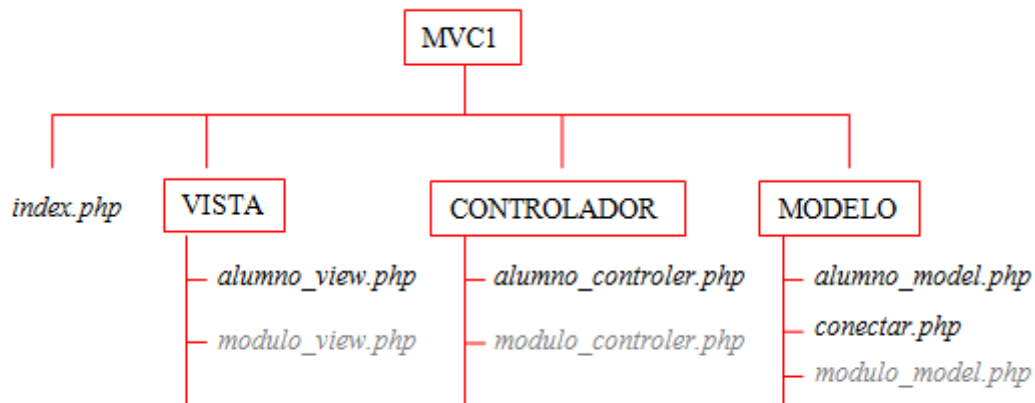 MVC1
index.php
VISTA
CONTROLADOR
MODELO
alumno_view.php
alumno_controler.php
alumno_model.php
conectar.php
modulo_view.php
modulo_controler.php
modulo_model.php